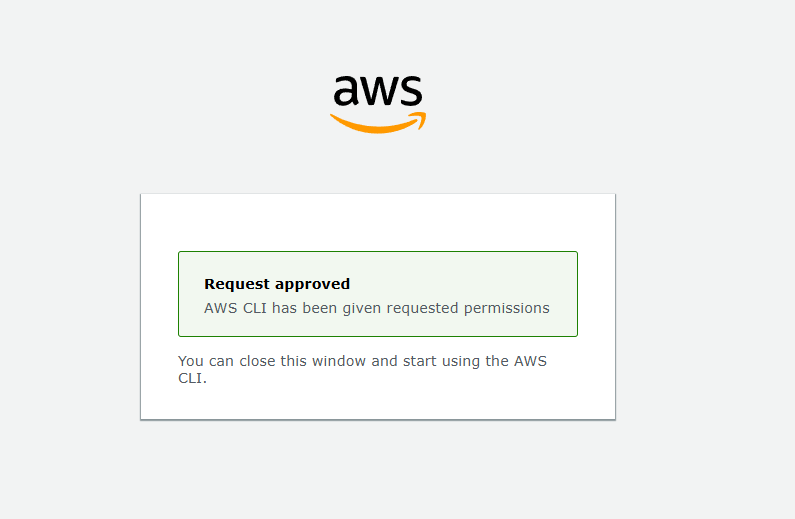 aws
Request approved
AWS CLI has been given requested permissions
You can close this window and start using the AWS
CLI.